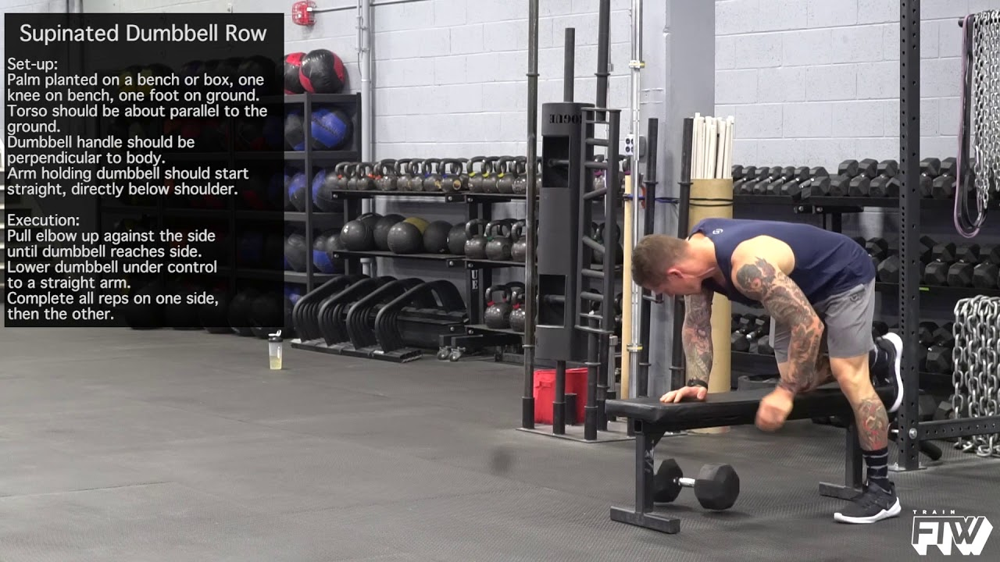 Supinated Dumbbell Row
Set-up:
Palm planted on a bench or box, one
knee on bench, one foot on ground.
Torso should be about parallel to the
ground.
Dumbbell handle should be
perpendicular to body.
Arm holding dumbbell should start
straight, directly below shoulder.
Execution:
Pull elbow up against the side
until dumbbell reaches side.
Lower dumbbell under control
to a straight arm.
Complete all reps on one side,
then the other.
ROGUE
UE
TRAIN
FTW